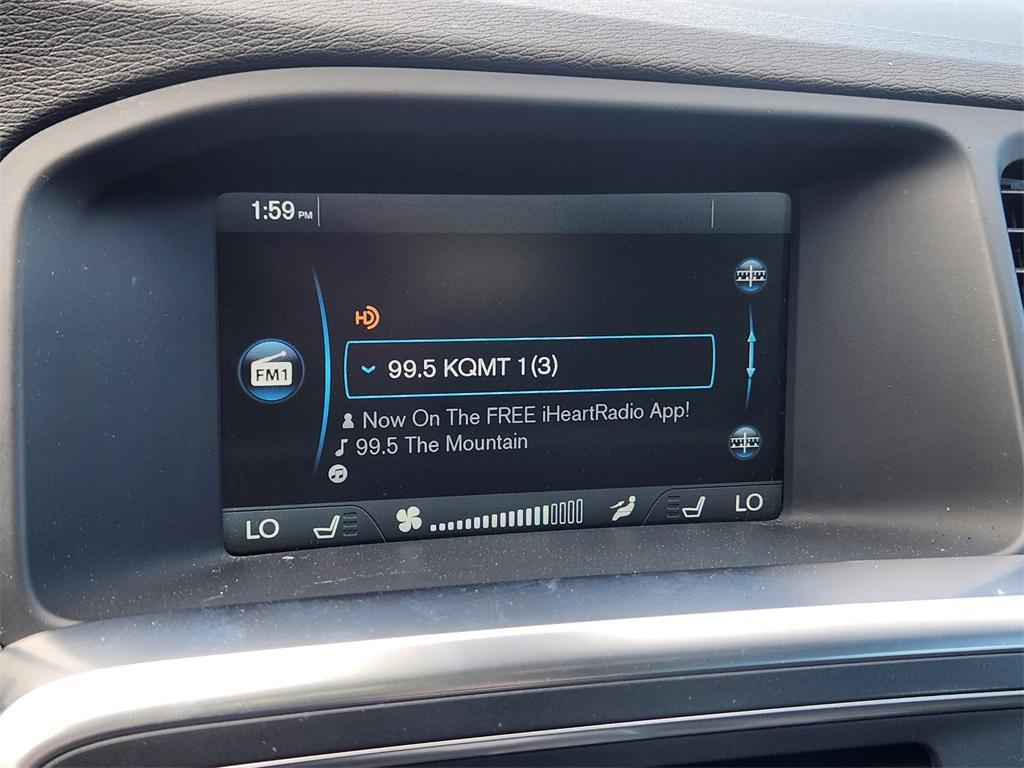 1:59 PM
HD
99.5 KQMT 1(3)
FM1
Now On The FREE iHeartRadio App!
99.5 The Mountain
LO LO